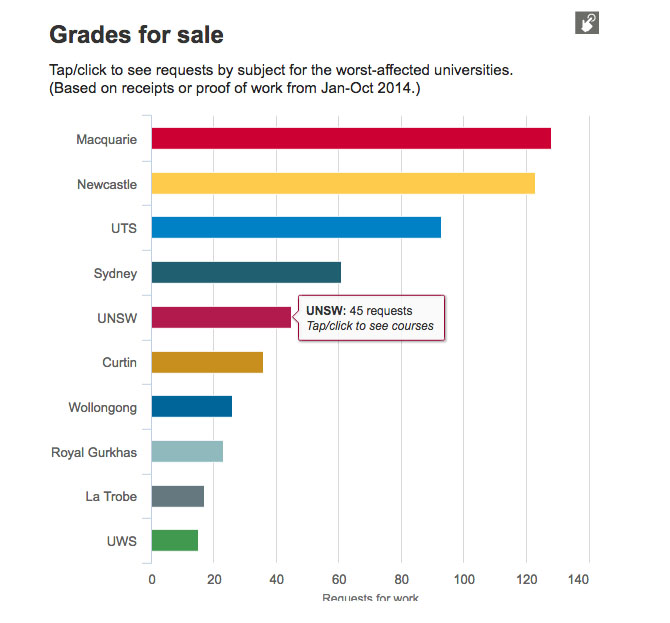 Grades for sale
Tap/click to see requests by subject for the worst-affected universities.
(Based on receipts or proof of work from Jan-Oct 2014.)
Macquarie
Newcastle
UTS
Sydney
UNSW
UNSW: 45 requests
Tap/click to see courses
Curtin
Wollongong
Royal Gurkhas
La Trobe
UWS
0 20 40 60 80 100 120 140
Requests for work